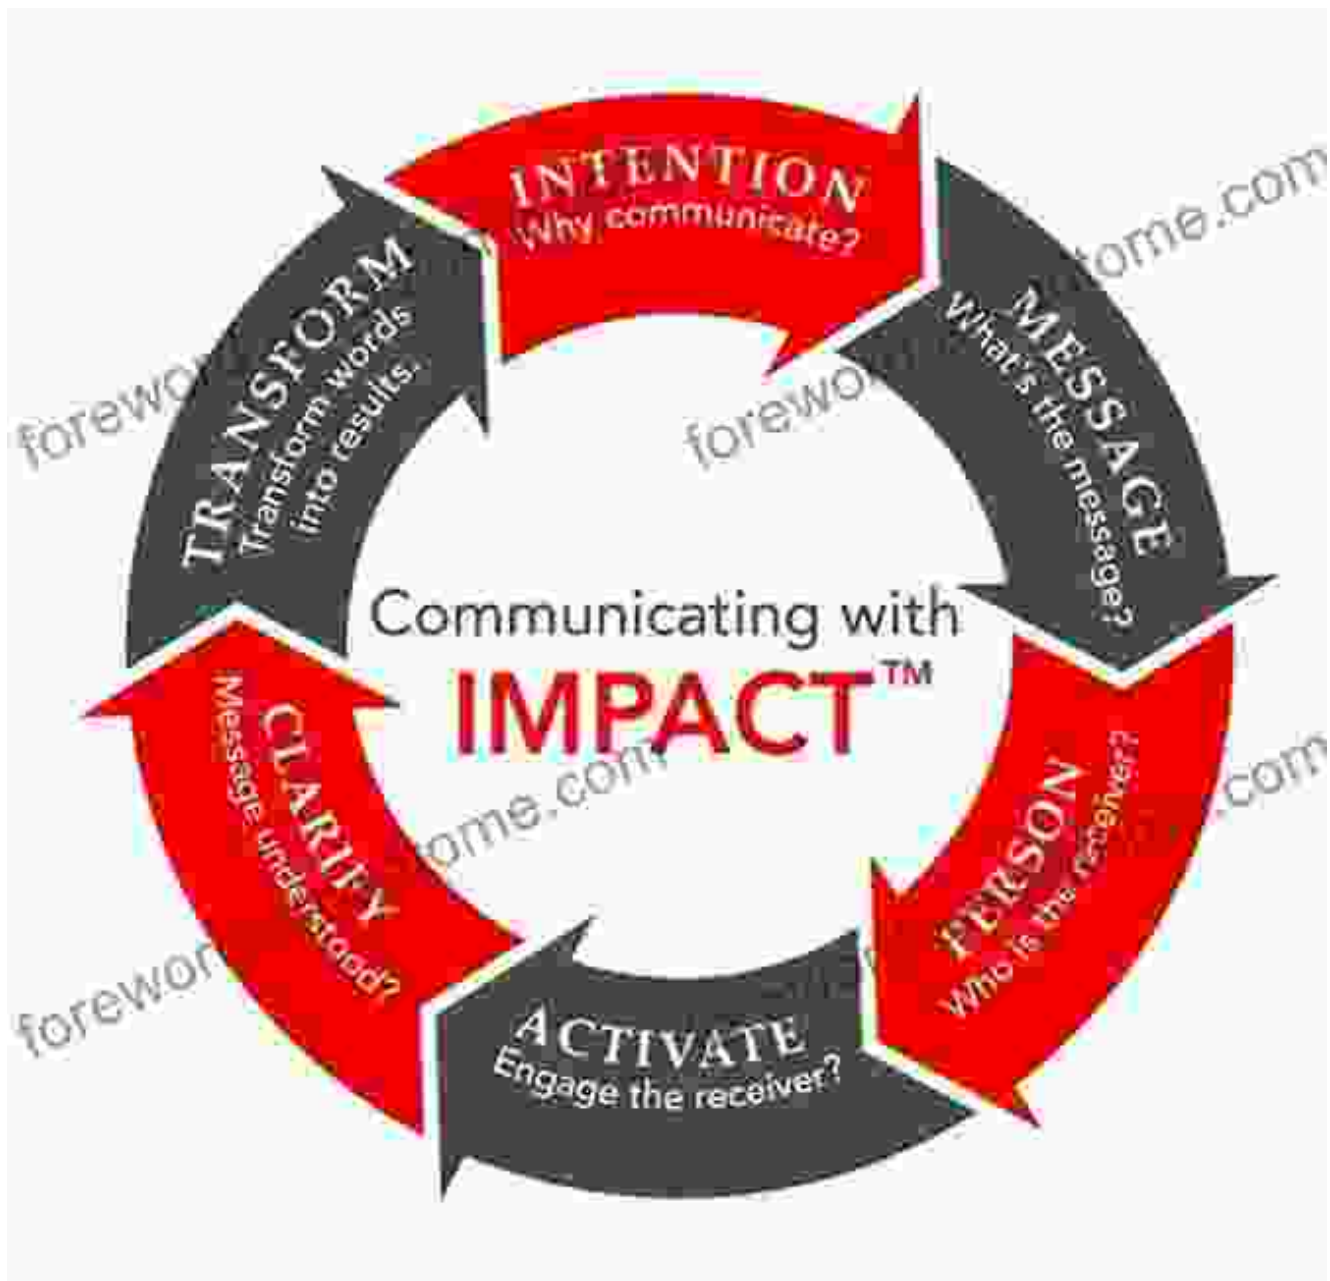 INTENTION
Why communicate?
MESSAGE
What's the message?
PERSON
Who is the receiver?
ACTIVATE
Engage the receiver?
CLARIFY
Message understood?
TRANSFORM
Transform words
into results.
Communicating with
IMPACT™